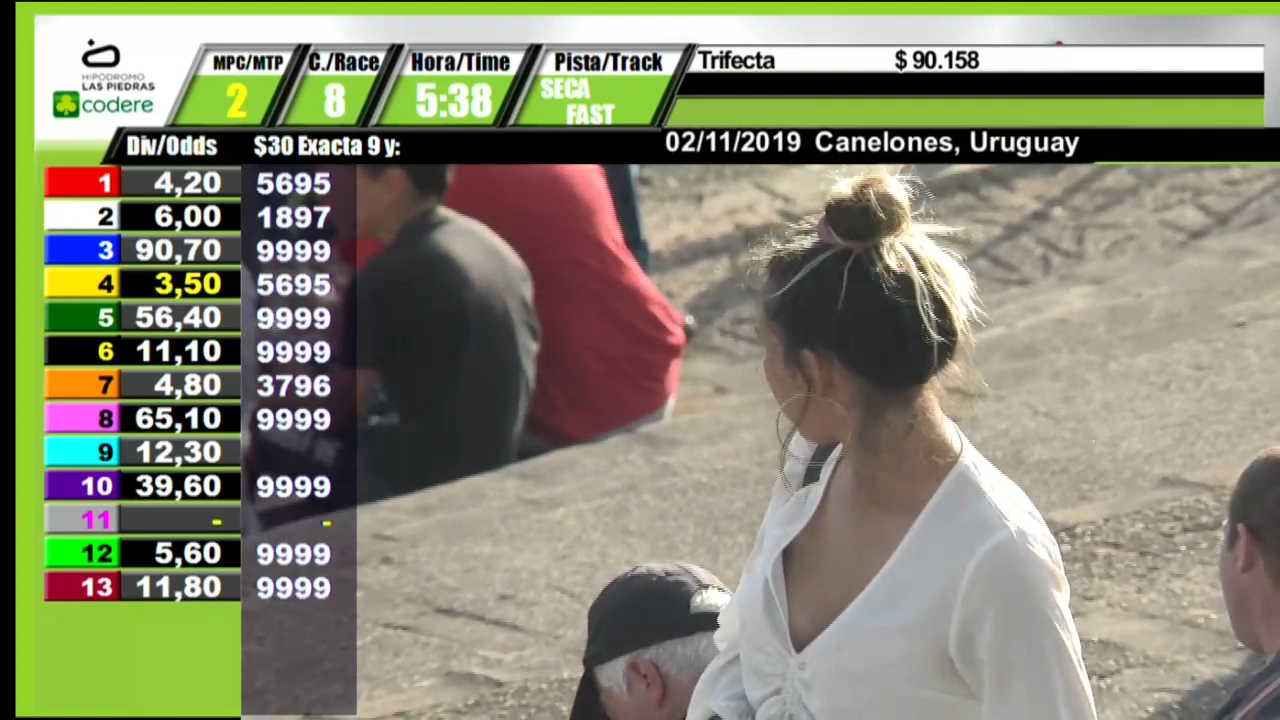 HIPÓDROMO
LAS PIEDRAS
codere
MPC/MTP C./Race Hora/Time Pista/Track
2 8 5:38 SECA FAST
Trifecta $ 90.158
Div/Odds $30 Exacta 9 y: 02/11/2019 Canelones, Uruguay
1 4,20 5695
2 6,00 1897
3 90,70 9999
4 3,50 5695
5 56,40 9999
6 11,10 9999
7 4,80 3796
8 65,10 9999
9 12,30
10 39,60 9999
11 - -
12 5,60 9999
13 11,80 9999